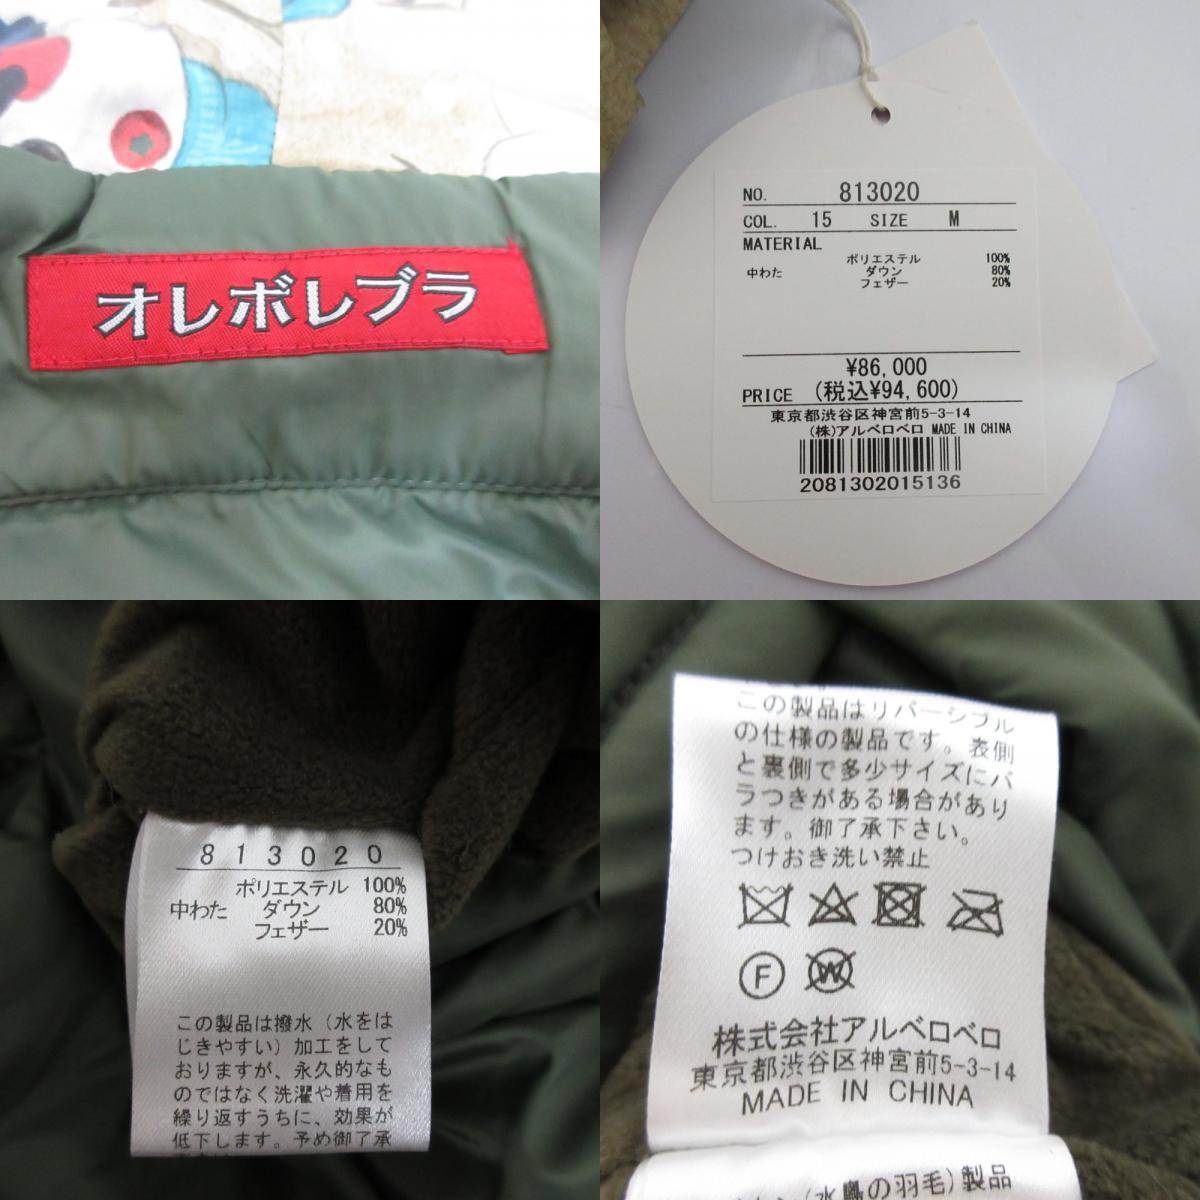 オレボレブラ
NO. 813020
COL. 15 SIZE M
MATERIAL
ポリエステル 100%
中わた ダウン 80%
フェザー 20%
¥86,000
PRICE (税込¥94,600)
東京都渋谷区神宮前5-3-14
(株)アルベロベロ MADE IN CHINA
2081302015136
813020
ポリエステル 100%
中わた ダウン 80%
フェザー 20%
この製品は撥水(水をは
じきやすい)加工をして
おりますが、永久的なも
のではなく洗濯や着用を
繰り返すうちに、効果が
低下します。予め御了承
この製品はリバーシブル
の仕様の製品です。表側
と裏側で多少サイズにバ
ラつきがある場合があり
ます。御了承下さい。
つけおき洗い禁止
F W
株式会社アルベロベロ
東京都渋谷区神宮前5-3-14
MADE IN CHINA
(水鳥の羽毛)製品